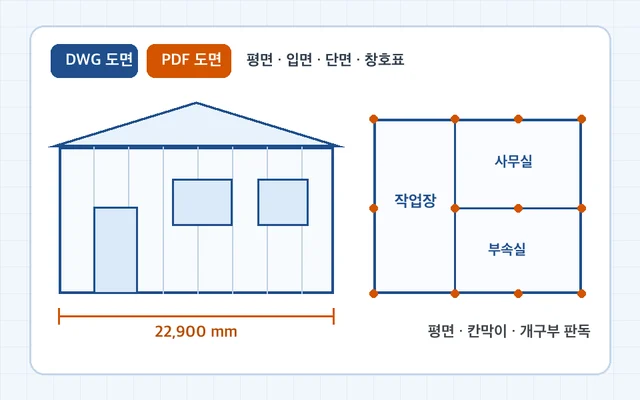 DWG 도면 PDF 도면 평면 · 입면 · 단면 · 창호표
작업장
사무실
부속실
22,900 mm
평면 · 칸막이 · 개구부 판독